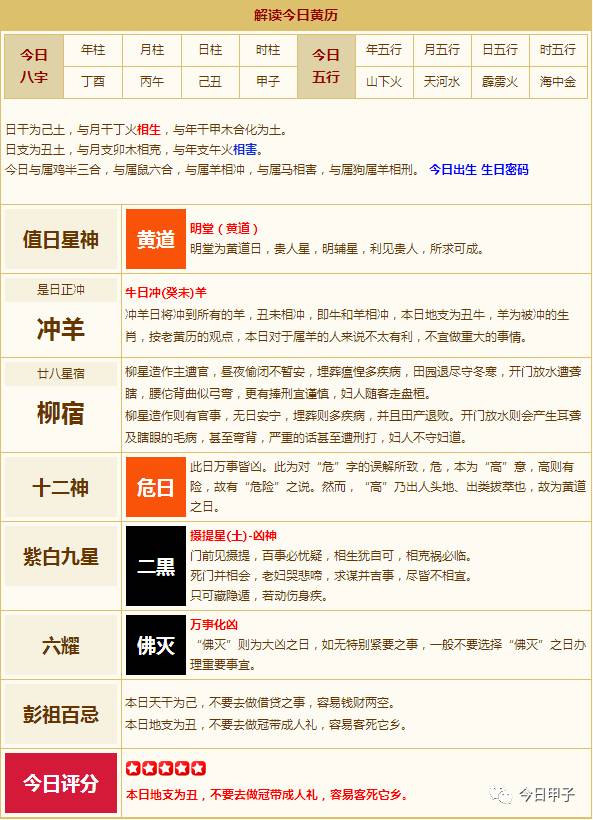 解读今日黄历
今日八字 年柱 月柱 日柱 时柱 今日五行 年五行 月五行 日五行 时五行
丁酉 丙午 己丑 甲子 山下火 天河水 霹雳火 海中金
日干为己土，与月干丁火相生，与年干甲木合化为土。
日支为丑土，与月支卯木相克，与年支午火相害。
今日与属鸡半三合，与属鼠六合，与属羊相冲，与属马相害，与属狗属羊相刑。 今日出生 生日密码
值日星神
黄道
明堂（黄道）
明堂为黄道日，贵人星，明辅星，利见贵人，所求可成。
是日正冲
冲羊
牛日冲(癸未)羊
冲羊日将冲到所有的羊，丑未相冲，即牛和羊相冲，本日地支为丑牛，羊为被冲的生
肖，按老黄历的观点，本日对于属羊的人来说不太有利，不宜做重大的事情。
廿八星宿
柳宿
柳星造作主遭官，昼夜偷闭不暂安，埋葬瘟惶多疾病，田园退尽守冬寒，开门放水遭聋
瞎，腰佗背曲似弓弯，更有捧刑宜谨慎，妇人随客走盘桓。
柳星造作则有官事，无日安宁，埋葬则多疾病，并且田产退败。开门放水则会产生耳聋
及瞎眼的毛病，甚至弯背，严重的话甚至遭刑打，妇人不守妇道。
十二神
危日
此日万事皆凶。此为对“危”字的误解所致，危，本为“高”意，高则有
险，故有“危险”之说。然而，“高”乃出人头地、出类拔萃也，故为黄道
之日。
紫白九星
二黑
摄提星(土)-凶神
门前见摄提，百事必忧疑，相生犹自可，相克祸必临。
死门并相会，老妇哭悲啼，求谋并吉事，尽皆不相宜。
只可藏隐遁，若动伤身疾。
六耀
佛灭
万事化凶
“佛灭”则为大凶之日，如无特别紧要之事，一般不要选择“佛灭”之日办
理重要事宜。
彭祖百忌
本日天干为己，不要去做借贷之事，容易钱财两空。
本日地支为丑，不要去做冠带成人礼，容易客死它乡。
今日评分
本日地支为丑，不要去做冠带成人礼，容易客死它乡。
今日甲子